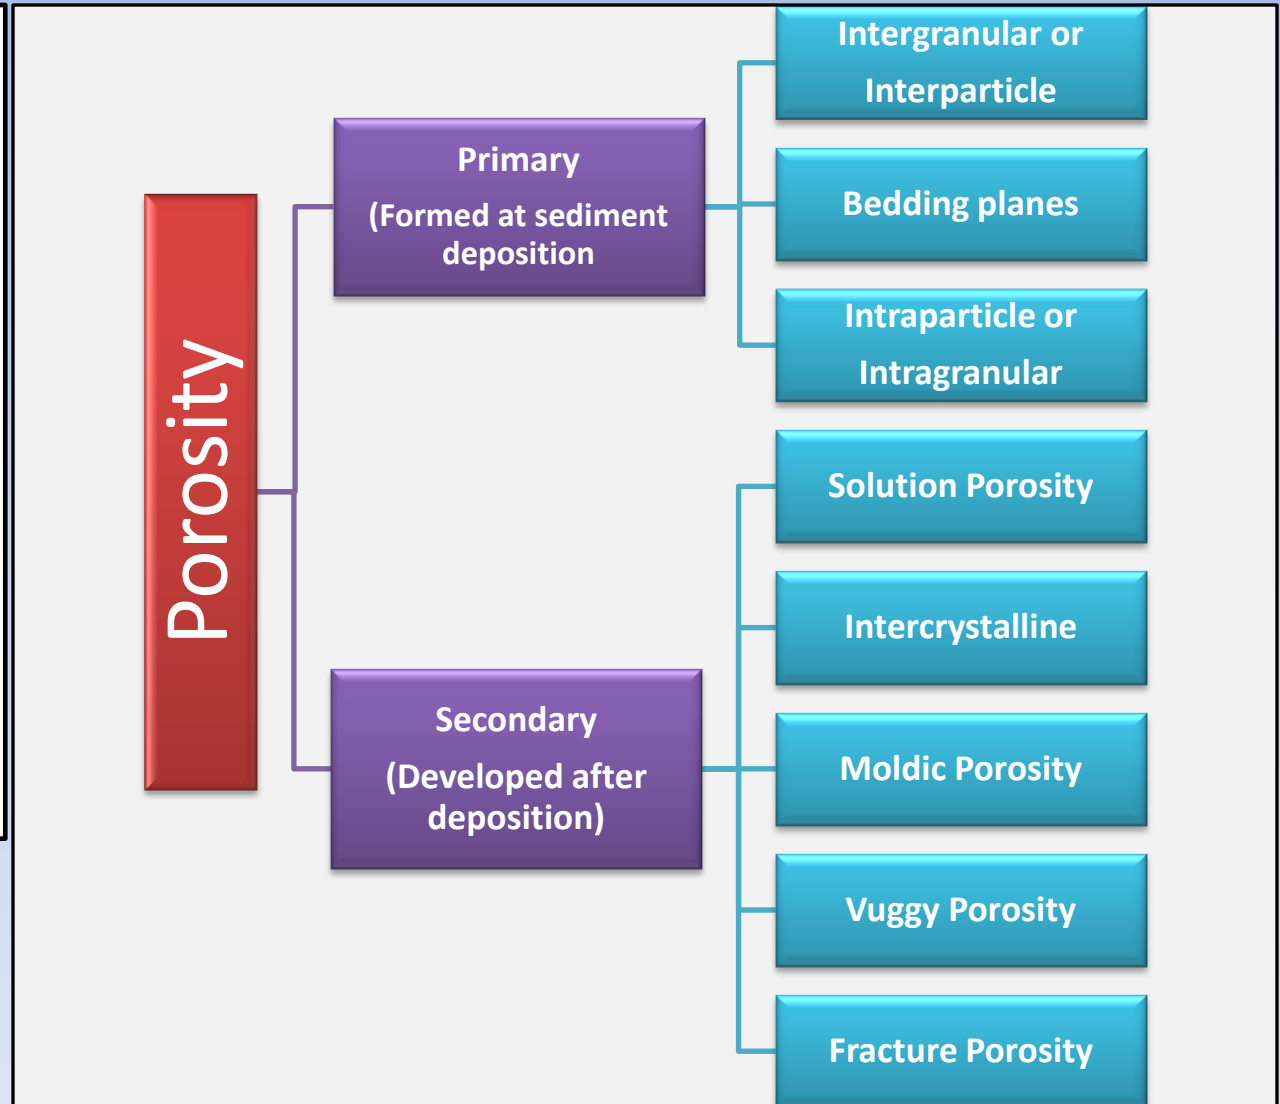 Porosity
Primary
(Formed at sediment
deposition
Secondary
(Developed after
deposition)
Intergranular or
Interparticle
Bedding planes
Intraparticle or
Intragranular
Solution Porosity
Intercrystalline
Moldic Porosity
Vuggy Porosity
Fracture Porosity